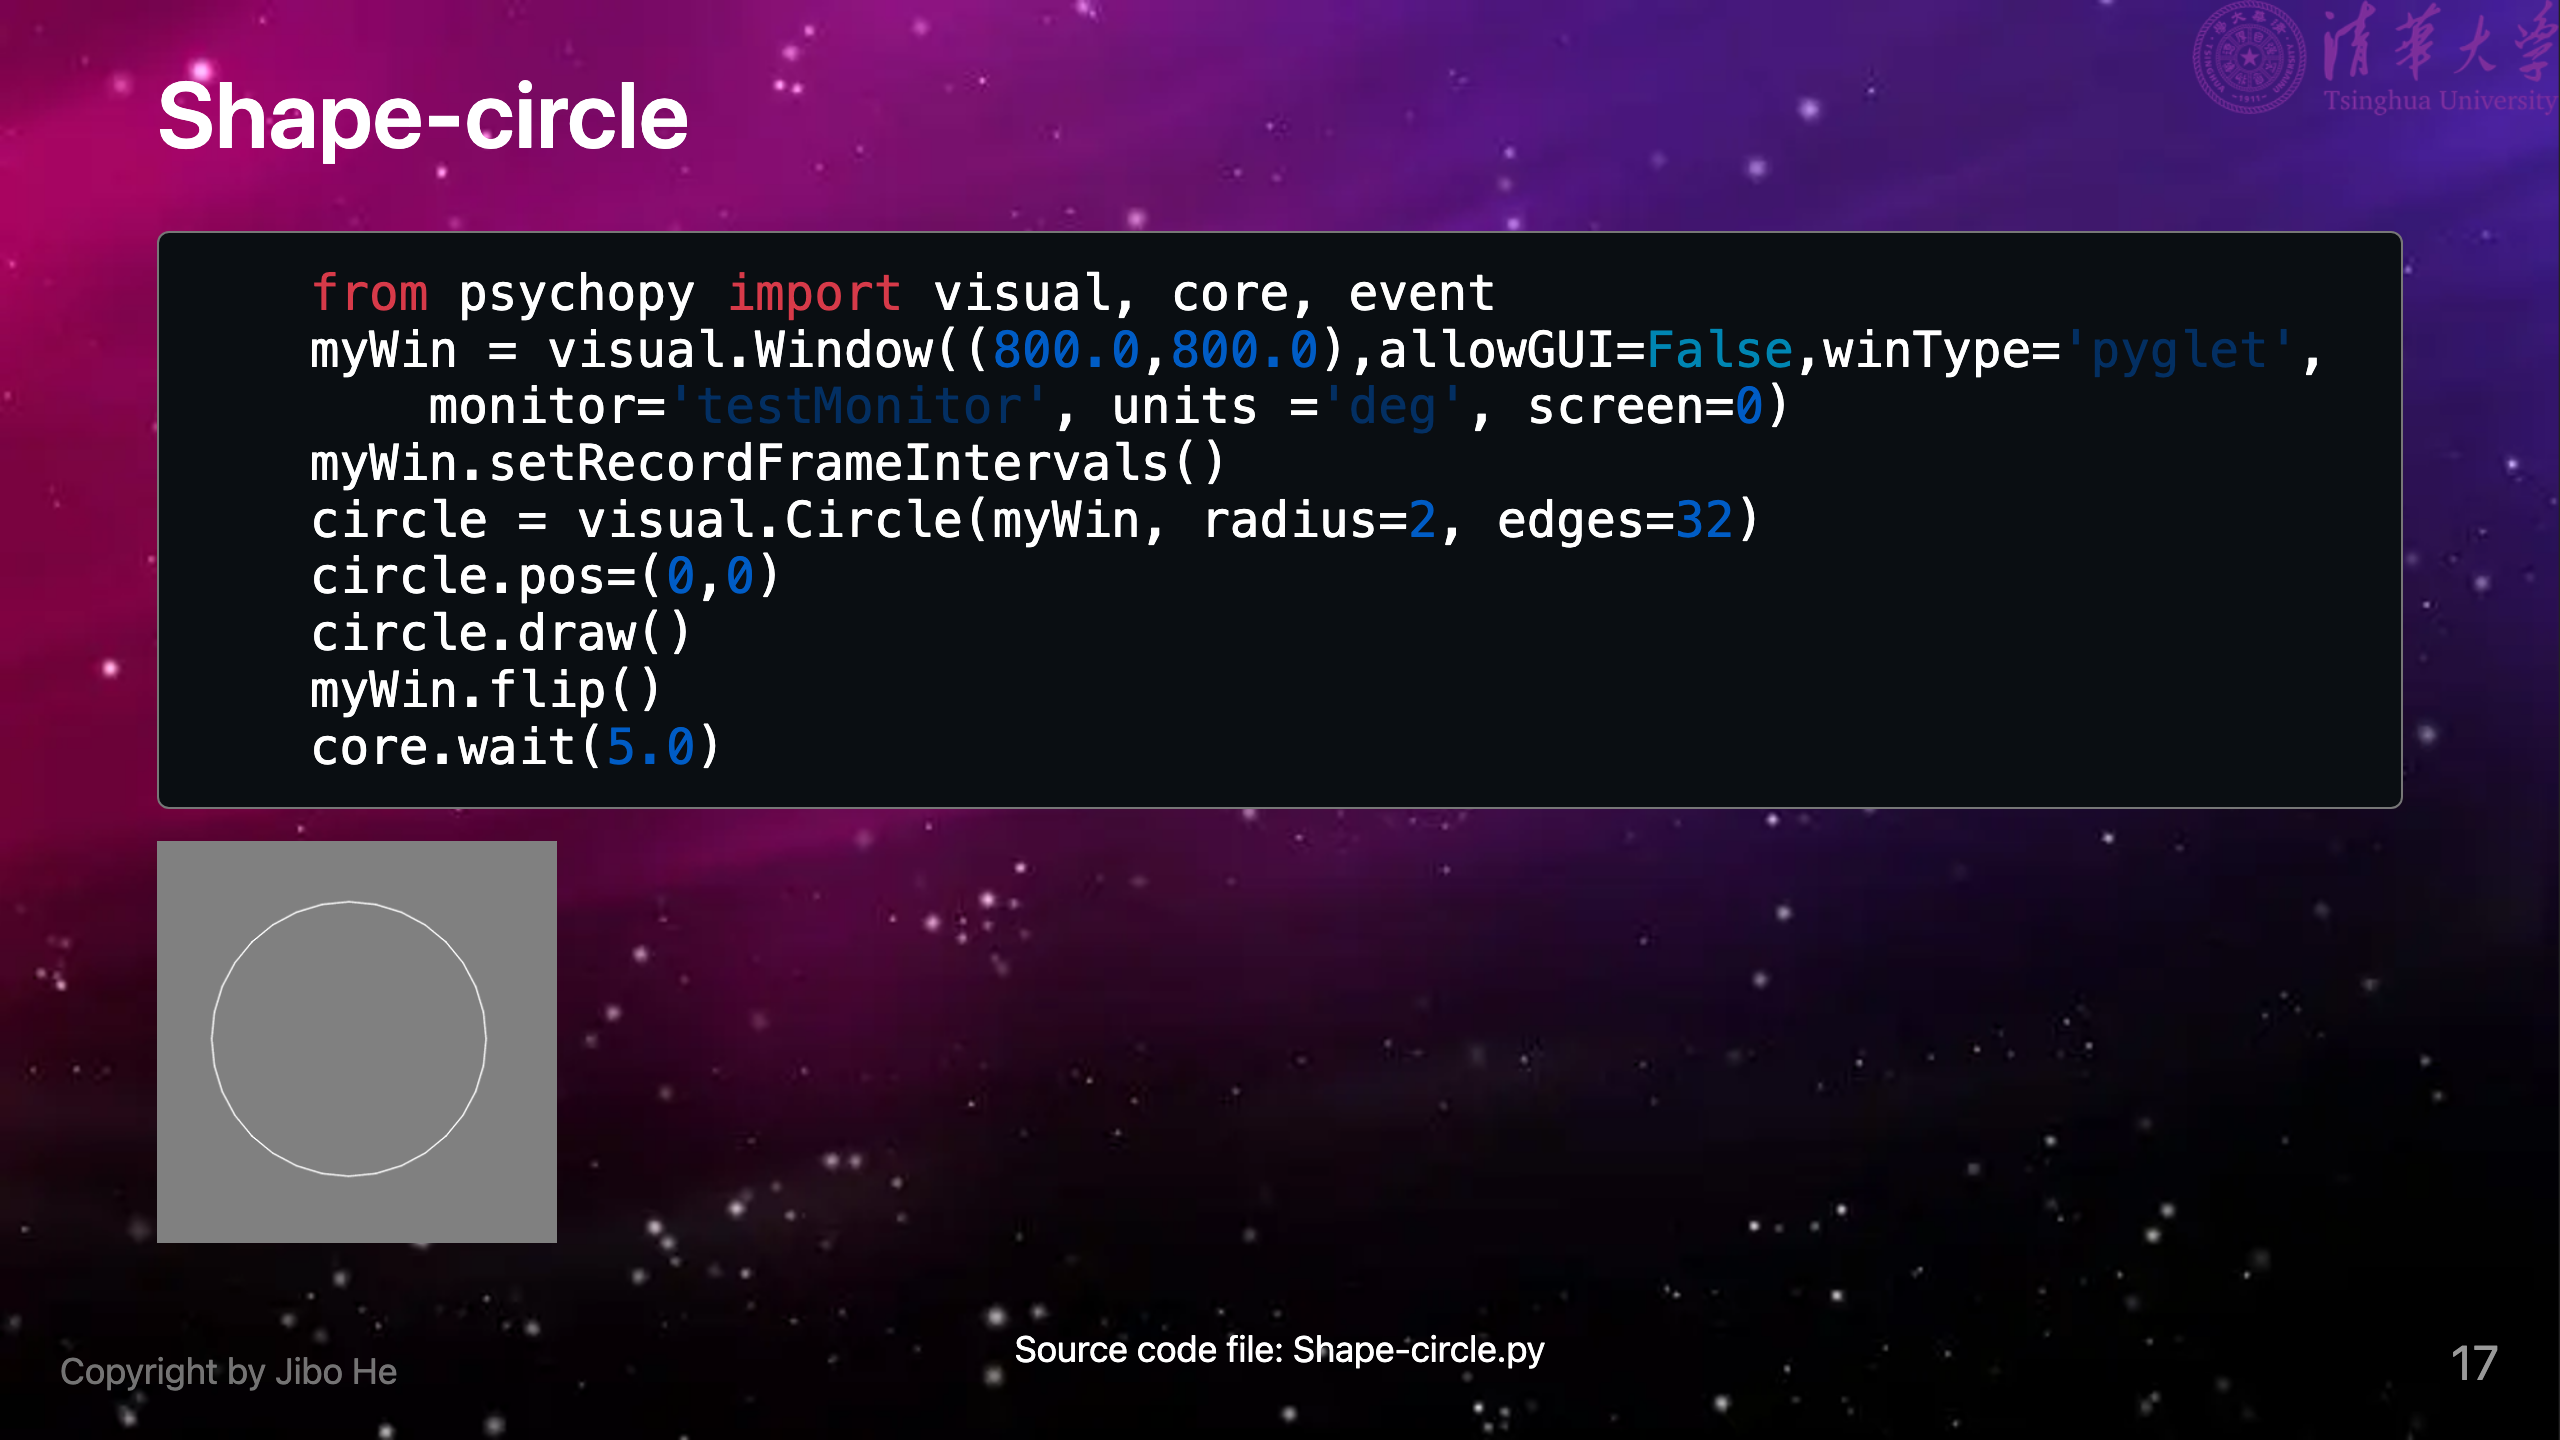 清华大学
Tsinghua University
Shape-circle
from psychopy import visual, core, event
myWin = visual.Window((800.0,800.0),allowGUI=False,winType='pyglet',
    monitor='testMonitor', units ='deg', screen=0)
myWin.setRecordFrameIntervals()
circle = visual.Circle(myWin, radius=2, edges=32)
circle.pos=(0,0)
circle.draw()
myWin.flip()
core.wait(5.0)
Source code file: Shape-circle.py
Copyright by Jibo He
17